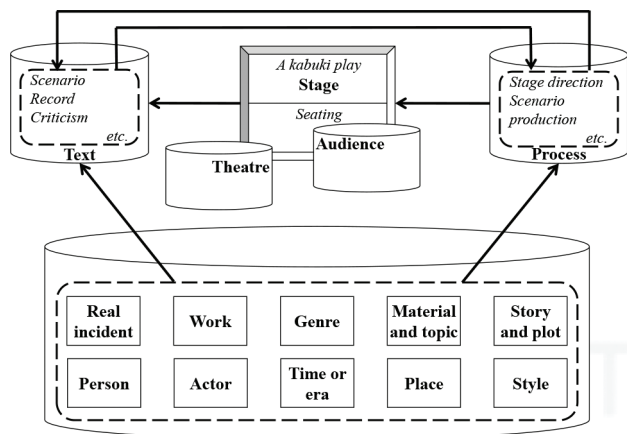 Scenario
Record
Criticism
etc.
Text
A kabuki play
Stage
Seating
Audience
Theatre
Stage direction
Scenario
production
etc.
Process
Real
incident
Work
Genre
Material
and topic
Story
and plot
Person
Actor
Time or
era
Place
Style